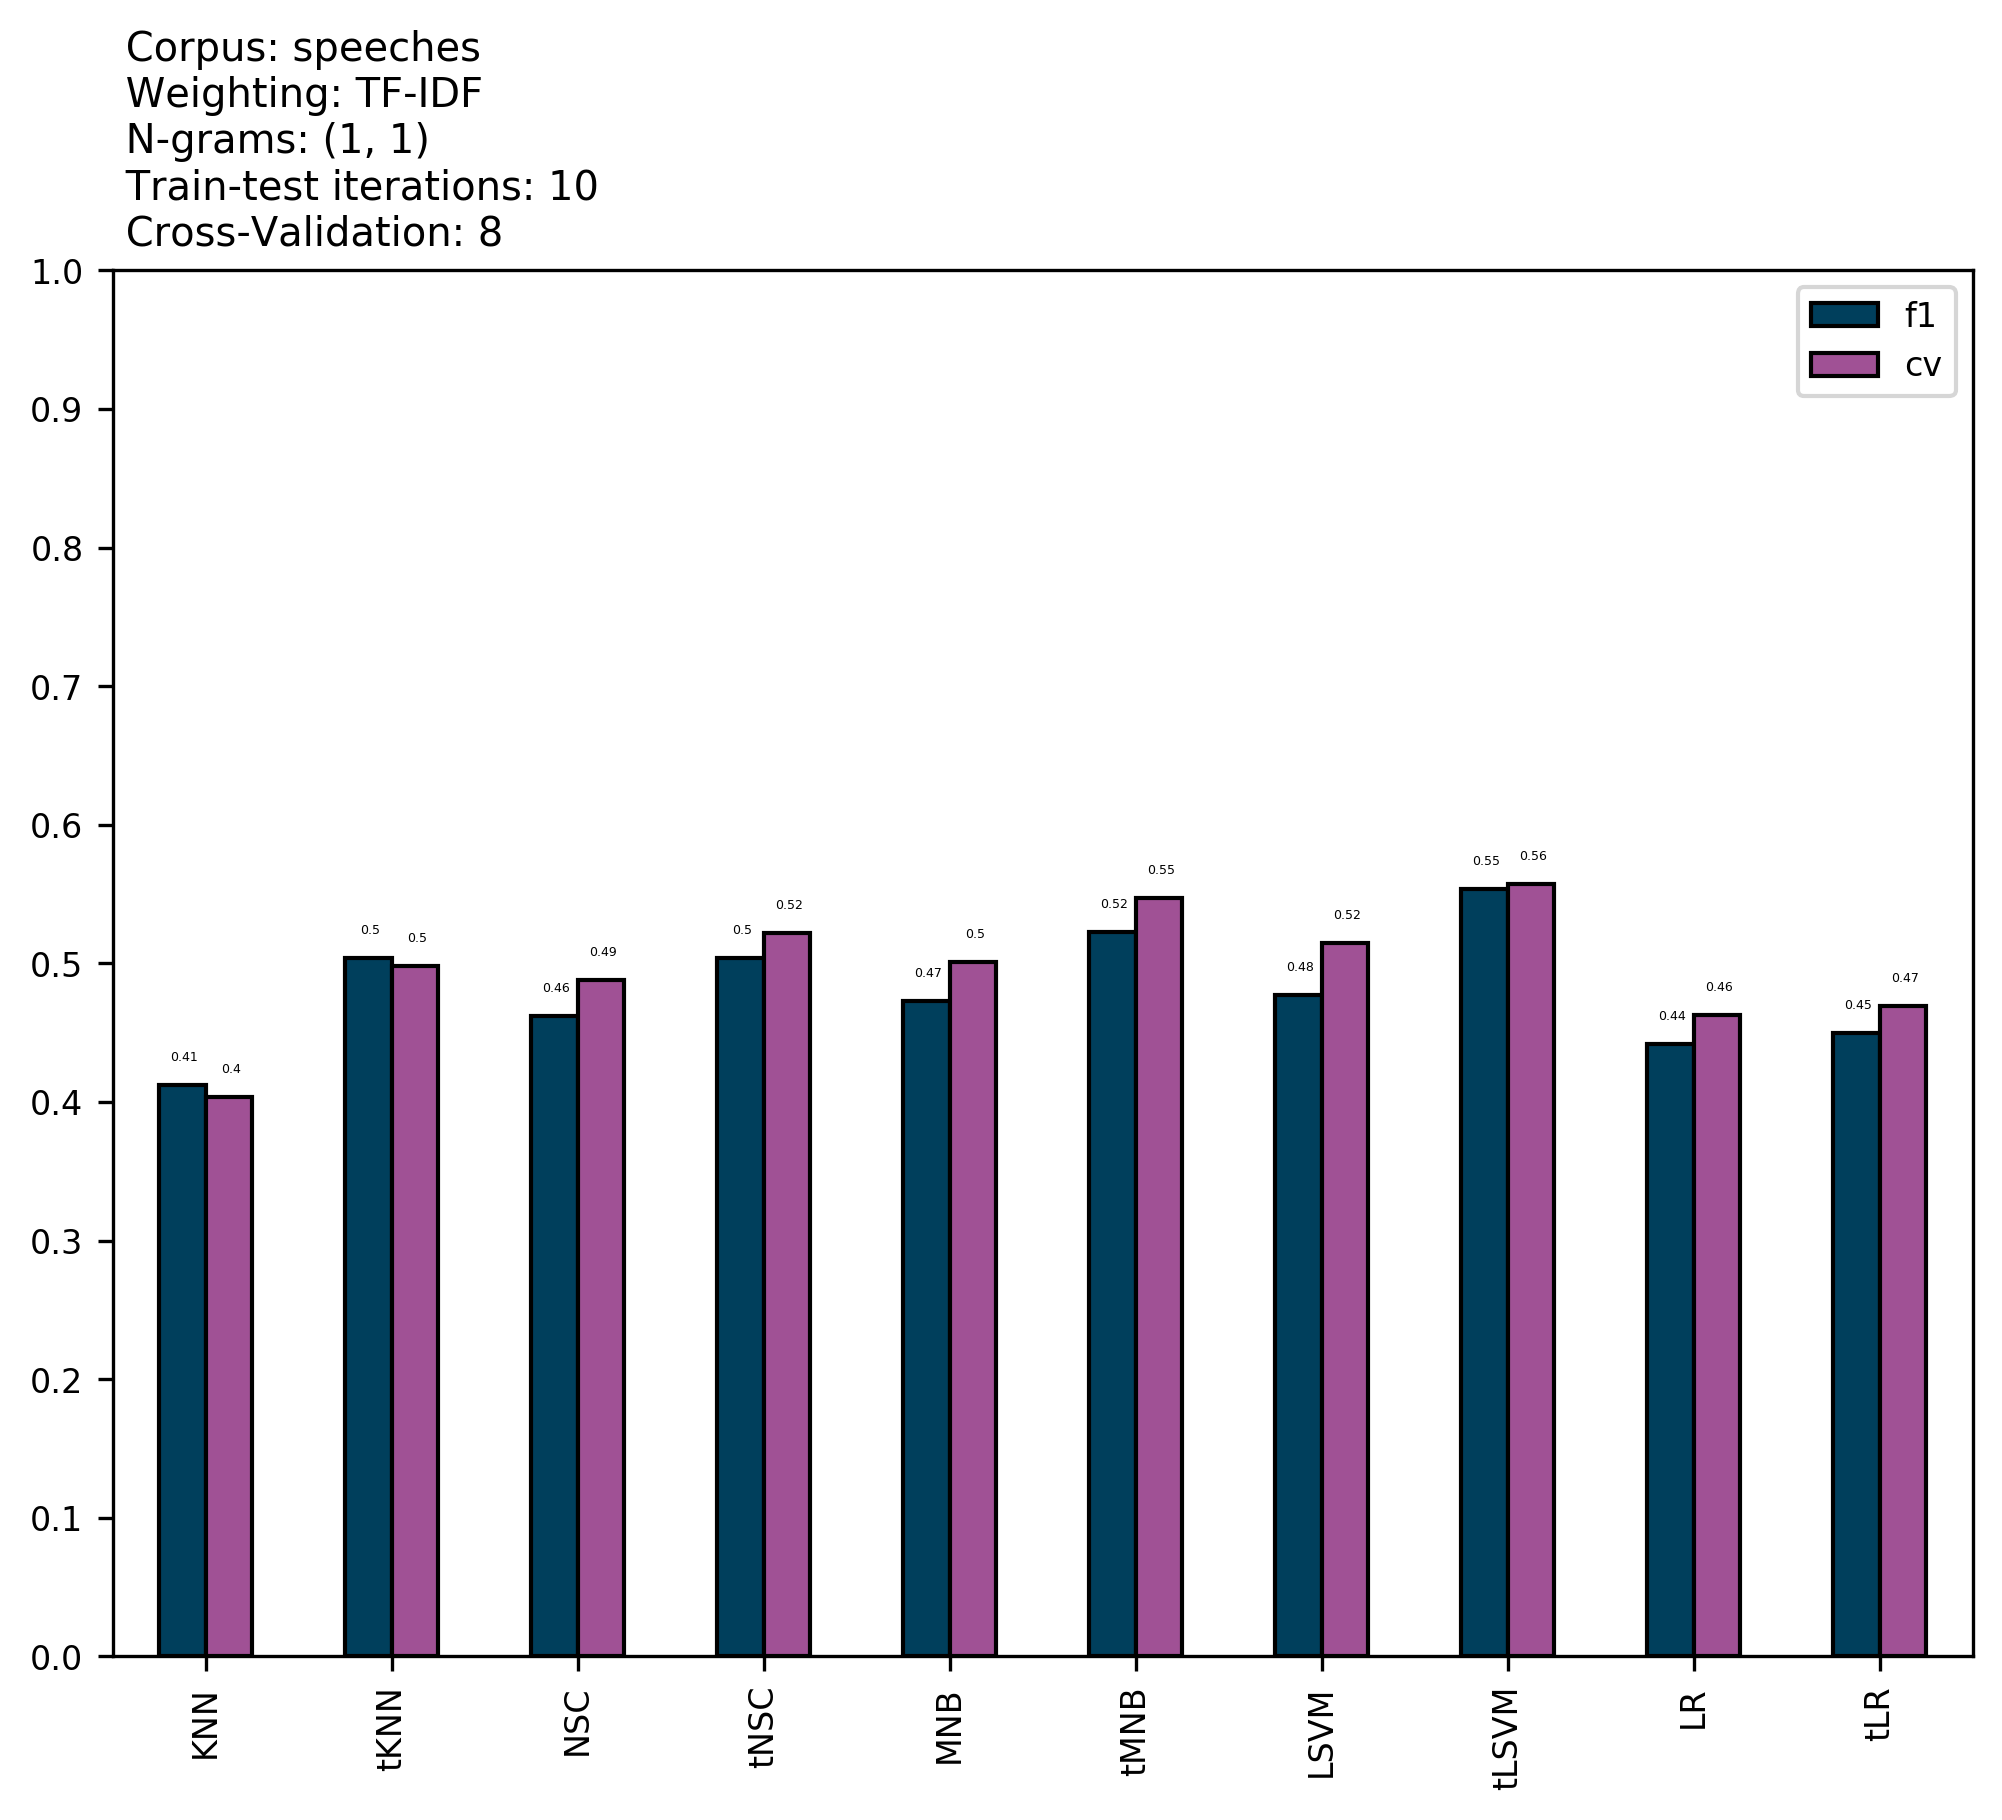 Corpus: speeches
Weighting: TF-IDF
N-grams: (1, 1)
Train-test iterations: 10
Cross-Validation: 8
1.0
0.9
0.8
0.7
0.6
0.5
0.4
0.3
0.2
0.1
0.0
f1
cv
0.41
0.4
0.5
0.5
0.46
0.49
0.5
0.52
0.47
0.5
0.52
0.55
0.48
0.52
0.55
0.56
0.44
0.46
0.45
0.47
KNN
tKNN
NSC
tNSC
MNB
tMNB
LSVM
tLSVM
LR
tLR